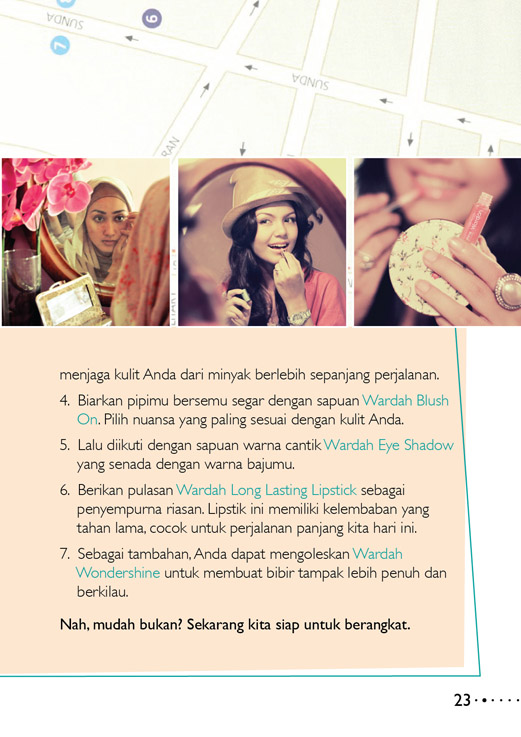 SUNDA
7
6
SUNDA
RAN
menjaga kulit Anda dari minyak berlebih sepanjang perjalanan.
4. Biarkan pipimu bersemu segar dengan sapuan Wardah Blush
On. Pilih nuansa yang paling sesuai dengan kulit Anda.
5. Lalu diikuti dengan sapuan warna cantik Wardah Eye Shadow
yang senada dengan warna bajumu.
6. Berikan pulasan Wardah Long Lasting Lipstick sebagai
penyempurna riasan. Lipstik ini memiliki kelembaban yang
tahan lama, cocok untuk perjalanan panjang kita hari ini.
7. Sebagai tambahan, Anda dapat mengoleskan Wardah
Wondershine untuk membuat bibir tampak lebih penuh dan
berkilau.
Nah, mudah bukan? Sekarang kita siap untuk berangkat.
23